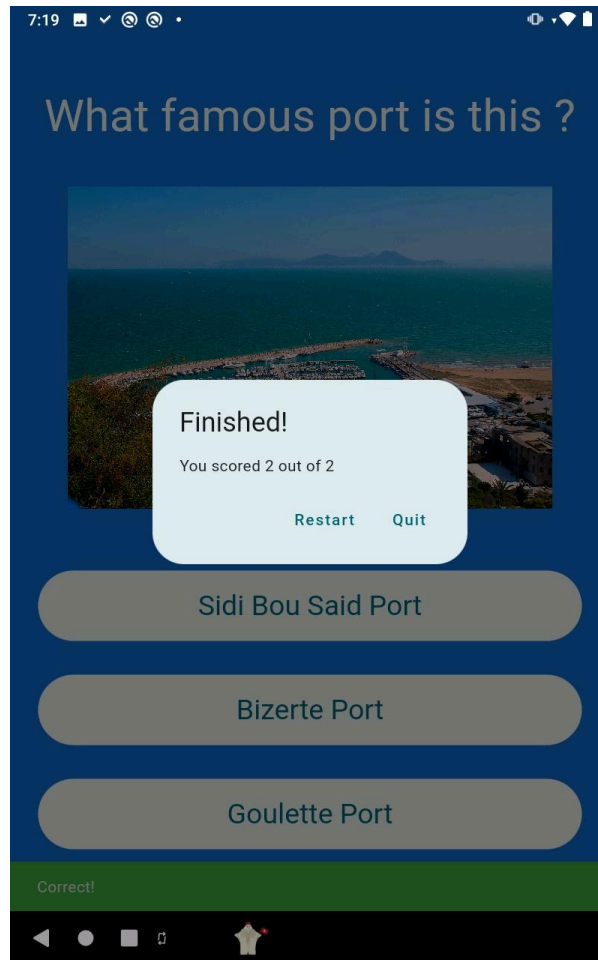 7:19
What famous port is this ?
Finished!
You scored 2 out of 2
Restart Quit
Sidi Bou Said Port
Bizerte Port
Goulette Port
Correct!